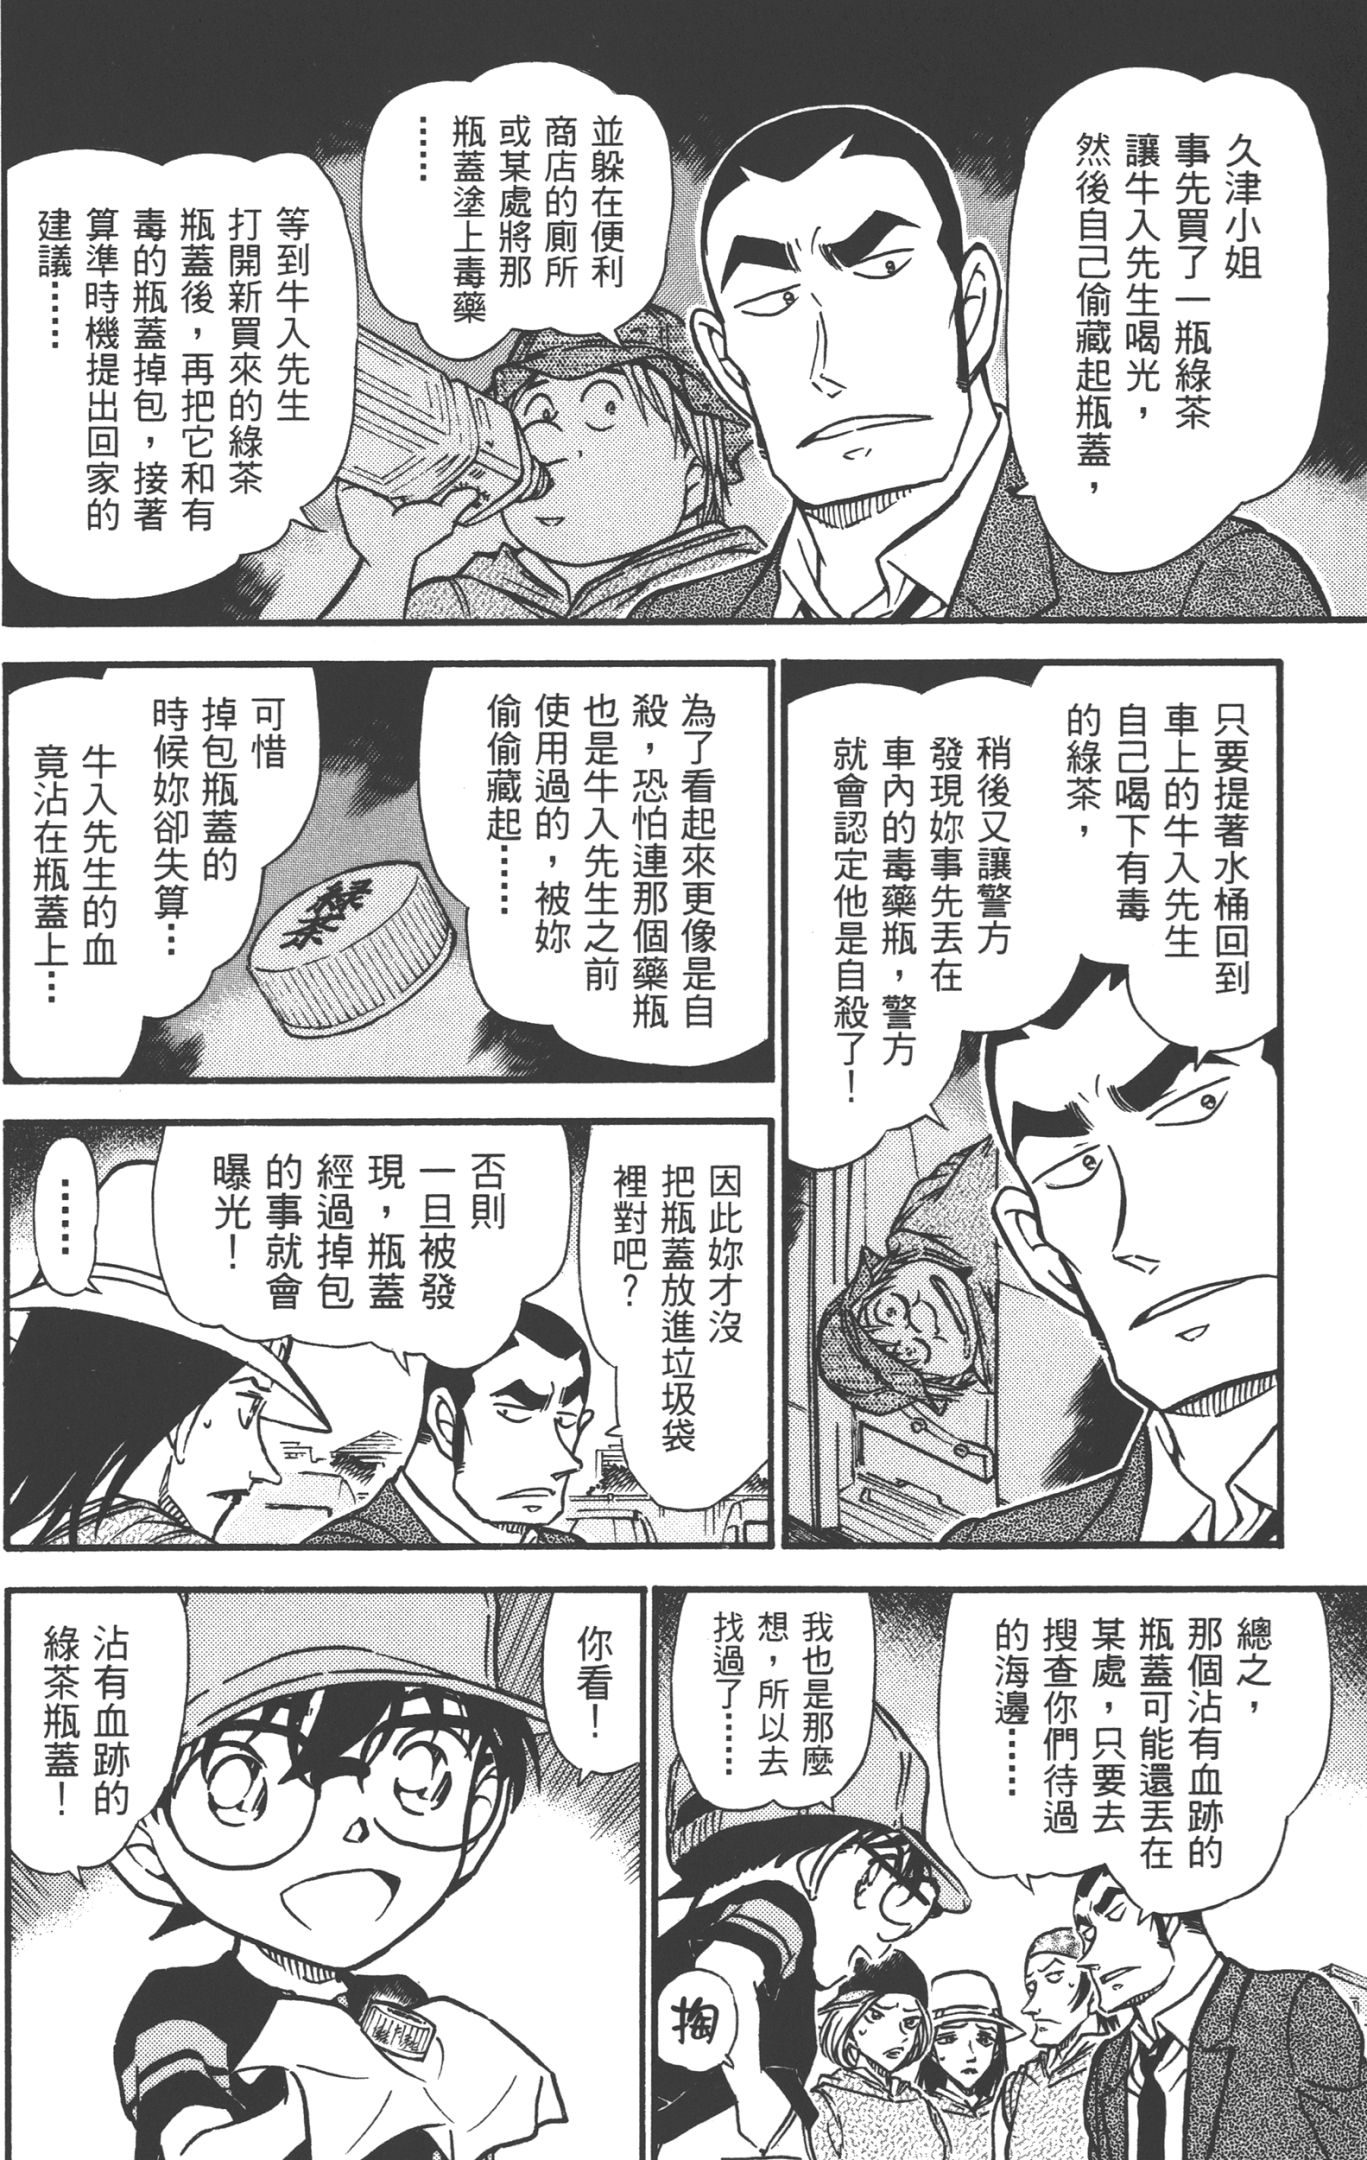 久津小姐
事先買了一瓶綠茶
讓牛入先生喝光，
然後自己偷藏起瓶蓋，
並躲在便利
商店的廁所
或某處將那
瓶蓋塗上毒藥
……
等到牛入先生
打開新買來的綠茶
瓶蓋後，再把它和有
毒的瓶蓋掉包，接著
算準時機提出回家的
建議……
只要提著水桶回到
車上的牛入先生
自己喝下有毒
的綠茶，
稍後又讓警方
發現妳事先丟在
車內的毒藥瓶，警方
就會認定他是自殺了！
為了看起來更像是自
殺，恐怕連那個藥瓶
也是牛入先生之前
使用過的，被妳
偷偷藏起……
可惜
掉包瓶蓋的
時候妳卻失算…
牛入先生的血
竟沾在瓶蓋上…
因此妳才沒
把瓶蓋放進垃圾袋
裡對吧？
否則
一旦被發
現，瓶蓋
經過掉包
的事就會
曝光！
……
總之，
那個沾有血跡的
瓶蓋可能還丟在
某處，只要去
搜查你們待過
的海邊……
我也是那麼
想，所以去
找過了……
掏
你看！
沾有血跡的
綠茶瓶蓋！